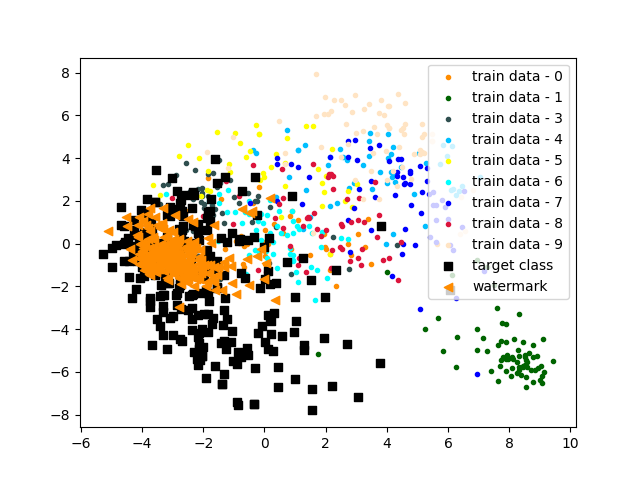 8
6
4
2
0
−2
−4
−6
−8
−6
−4
−2
0
2
4
6
8
10
train data - 0
train data - 1
train data - 3
train data - 4
train data - 5
train data - 6
train data - 7
train data - 8
train data - 9
target class
watermark